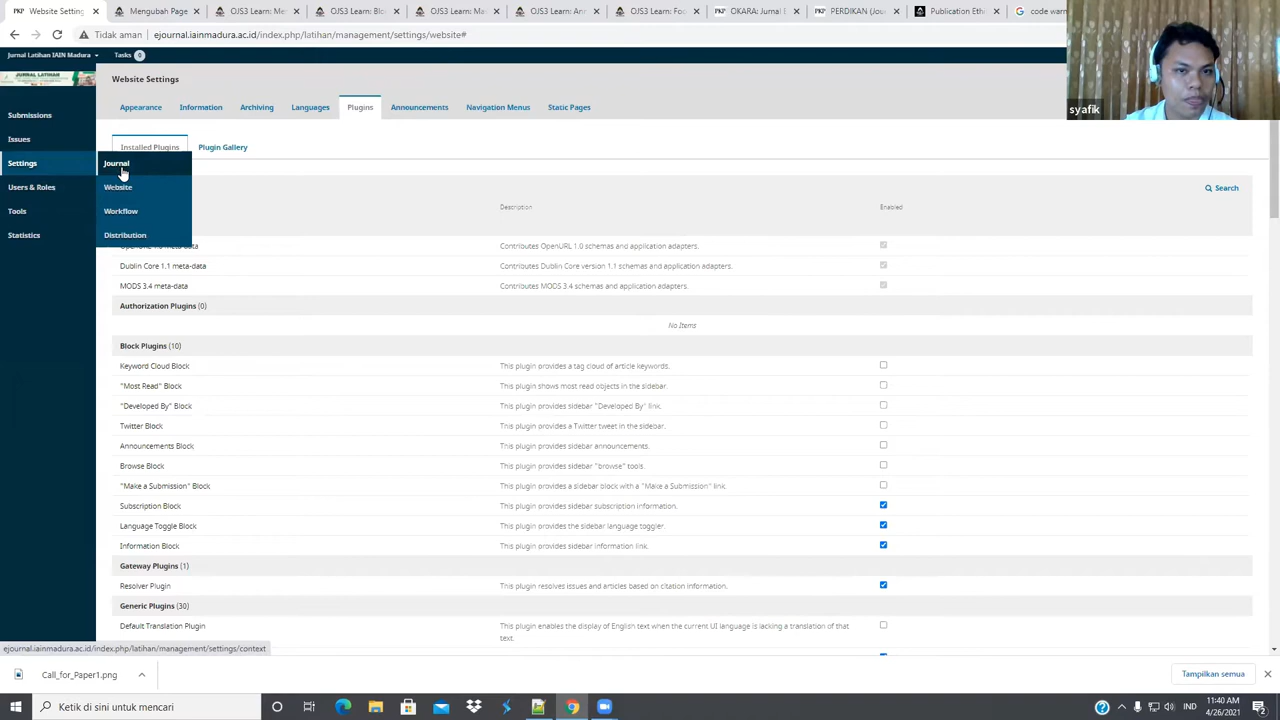 Mengubah Plugins
OJS3 Learn: Me
OJS3 Learn: Blo
OJS3 Learn: Ma
OJS3 Learn: Ann
OJS3 Learn: Foo
OKARA: Jurnal B
PERDIKAN (Jou
Publication Eth
code warn
Tidak aman
ejournal.iainmadura.ac.id/index.php/latihan/management/settings/website#
Jurnal Latihan IAIN Madura
Tasks 0
JURNAL LATIHAN
Website Settings
syafik
Appearance
Information
Archiving
Languages
Plugins
Announcements
Navigation Menus
Static Pages
Submissions
Issues
Settings
Users & Roles
Tools
Statistics
Journal
Website
Workflow
Distribution
Installed Plugins
Plugin Gallery
Search
Description
Enabled
Contributes OpenURL 1.0 schemas and application adapters.
Dublin Core 1.1 meta-data
Contributes Dublin Core version 1.1 schemas and application adapters.
MODS 3.4 meta-data
Contributes MODS 3.4 schemas and application adapters.
Authorization Plugins (0)
No Items
Block Plugins (10)
Keyword Cloud Block
This plugin provides a tag cloud of article keywords.
"Most Read" Block
This plugin shows most read objects in the sidebar.
"Developed By" Block
This plugin provides sidebar "Developed By" link.
Twitter Block
This plugin provides a Twitter tweet in the sidebar.
Announcements Block
This plugin provides sidebar announcements.
Browse Block
This plugin provides sidebar "browse" tools.
"Make a Submission" Block
This plugin provides a sidebar block with a "Make a Submission" link.
Subscription Block
This plugin provides sidebar subscription information.
Language Toggle Block
This plugin provides the sidebar language toggler.
Information Block
This plugin provides sidebar information link.
Gateway Plugins (1)
Resolver Plugin
This plugin resolves issues and articles based on citation information.
Generic Plugins (30)
Default Translation Plugin
This plugin enables the display of English text when the current UI language is lacking a translation of that
text.
ejournal.iainmadura.ac.id/index.php/latihan/management/settings/context
Call_for_Paper1.png
Tampilkan semua
Ketik di sini untuk mencari
IND
11:40 AM
4/26/2021